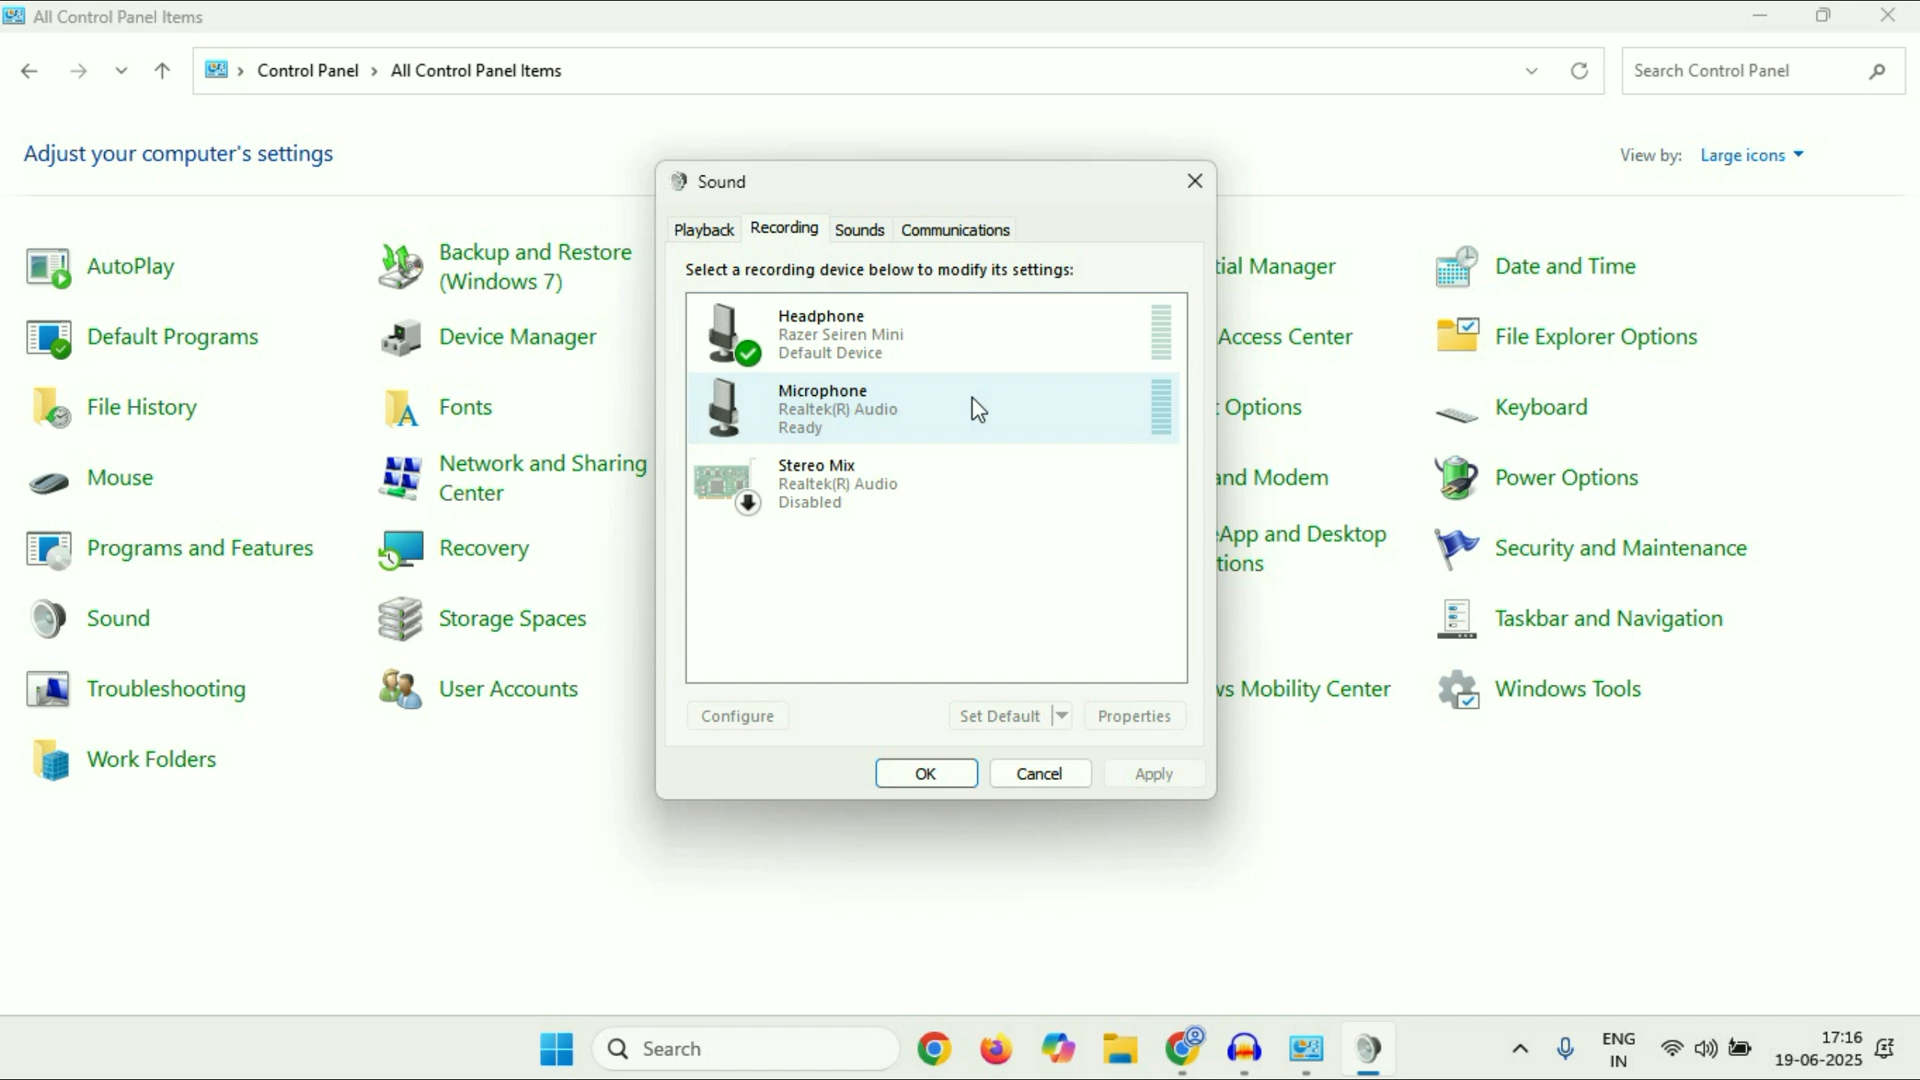 All Control Panel Items
Control Panel > All Control Panel Items
Search Control Panel
Adjust your computer's settings
View by: Large icons
AutoPlay
Backup and Restore
(Windows 7)
tial Manager
Date and Time
Default Programs
Device Manager
Access Center
File Explorer Options
File History
Fonts
Options
Keyboard
Mouse
Network and Sharing
Center
and Modem
Power Options
Programs and Features
Recovery
App and Desktop
tions
Security and Maintenance
Sound
Storage Spaces
Taskbar and Navigation
Troubleshooting
User Accounts
ws Mobility Center
Windows Tools
Work Folders
Sound
Playback Recording Sounds Communications
Select a recording device below to modify its settings:
Headphone
Razer Seiren Mini
Default Device
Microphone
Realtek(R) Audio
Ready
Stereo Mix
Realtek(R) Audio
Disabled
Configure Set Default Properties
OK Cancel Apply
Search
ENG
IN
17:16
19-06-2025